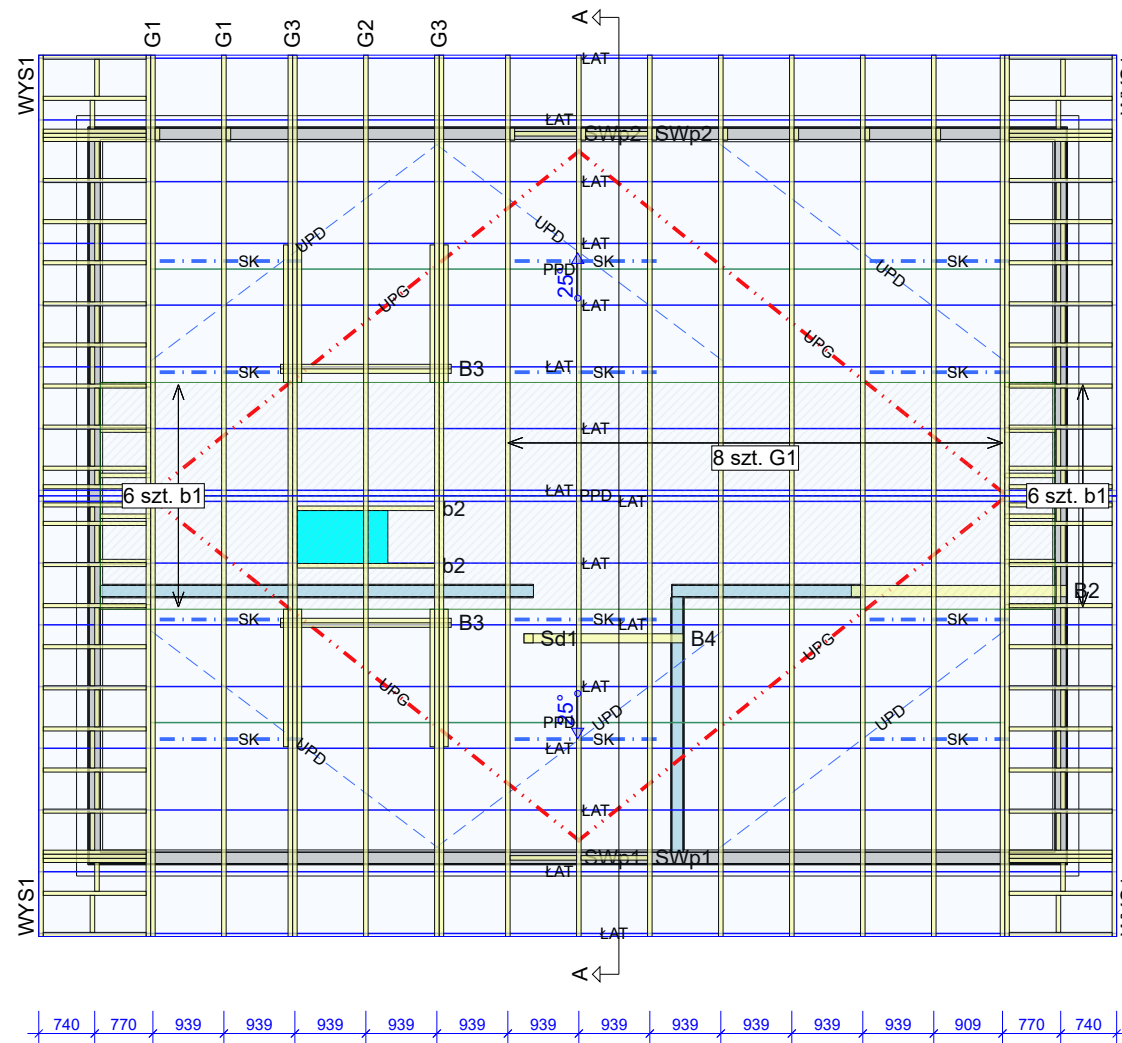 G1 G1 G3 G2 G3
A
WYS1
ŁAT
ŁAT
SWp2 SWp2
ŁAT
UPD UPD
ŁAT
SK SK SK
PPD
UPD
25°
UPG
ŁAT
UPG
ŁAT
B3
SK SK SK
ŁAT
8 szt. G1
6 szt. b1
ŁAT PPD ŁAT
6 szt. b1
b2
ŁAT
b2
B2
B3
SK SK SK
ŁAT
Sd1 B4
UPG
ŁAT
UPG
25°
PPD
UPD UPD
SK SK SK
UPD
ŁAT
ŁAT
SWp1 SWp1
ŁAT
WYS1
ŁAT
A
740 770 939 939 939 939 939 939 939 939 939 939 939 909 770 740